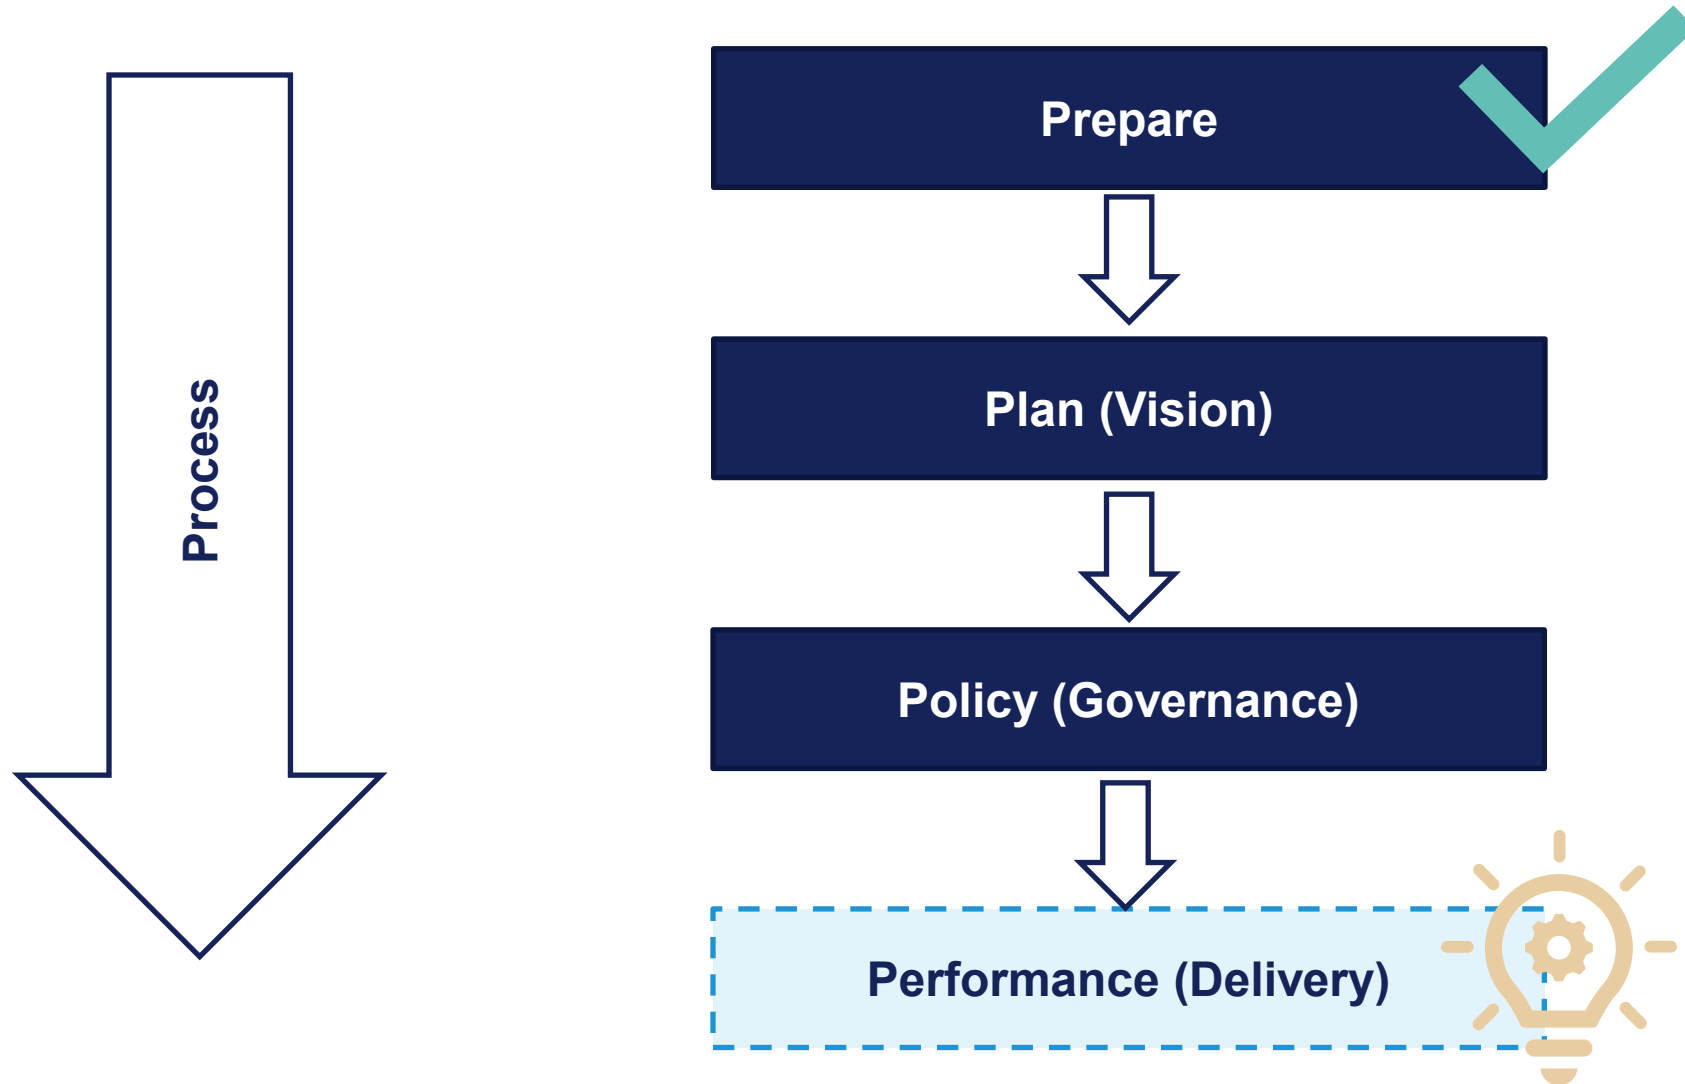 Process
Prepare
Plan (Vision)
Policy (Governance)
Performance (Delivery)